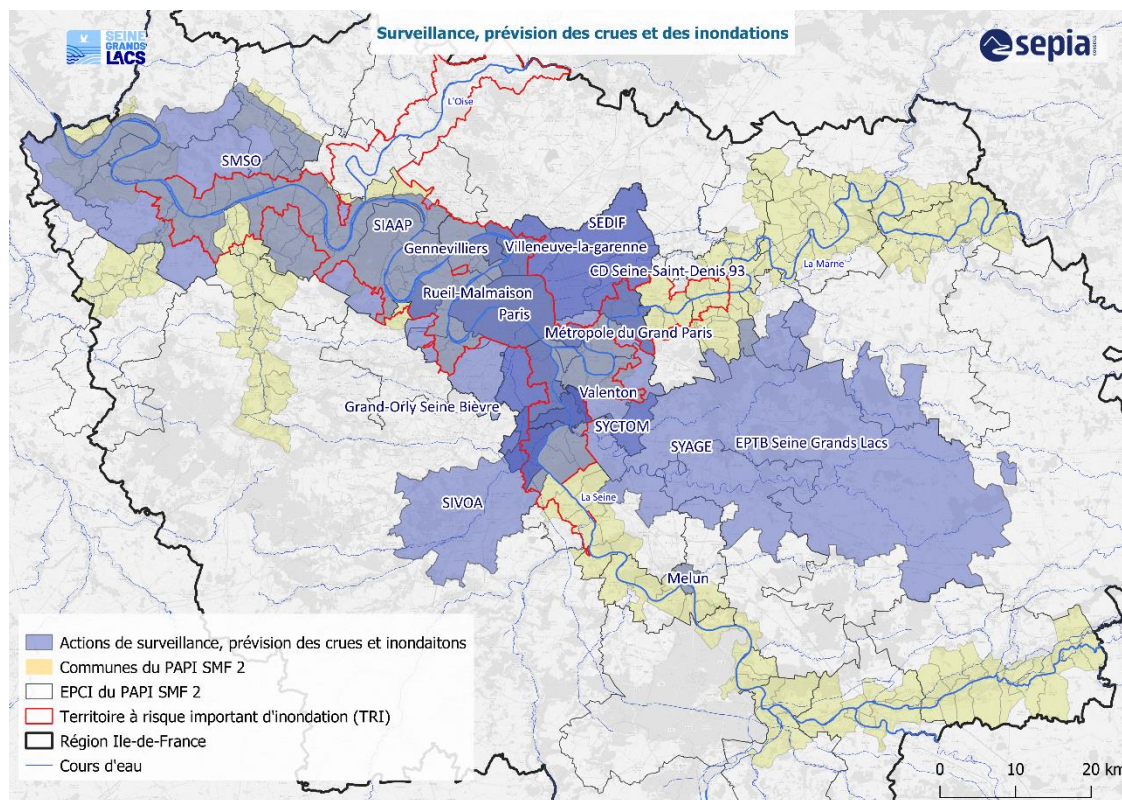 SEINE
GRANDS
LACS
Surveillance, prévision des crues et des inondations
sepia
CONSEILS
L'Oise
SMSO
SIAAP
SEDIF
Gennevilliers
Villeneuve-la-garenne
CD Seine-Saint-Denis 93
La Marne
Rueil-Malmaison
Paris
Métropole du Grand Paris
Valenton
Grand-Orly Seine Bièvre
SYCTOM
SYAGE
EPTB Seine Grands Lacs
SIVOA
La Seine
Melun
Actions de surveillance, prévision des crues et inondaitons
Communes du PAPI SMF 2
EPCI du PAPI SMF 2
Territoire à risque important d'inondation (TRI)
Région Ile-de-France
Cours d'eau
0 10 20 km